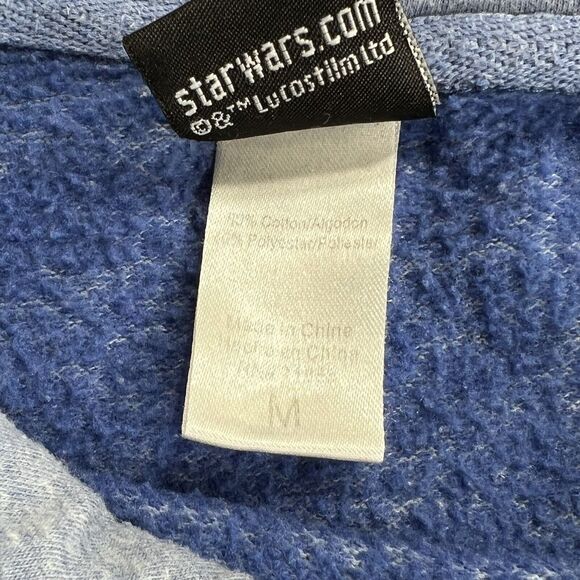 starwars.com
©&™ Lucasfilm Ltd
% Cotton/Algodon
% Polyester/Poliester
Made in China
Hecho en China
M